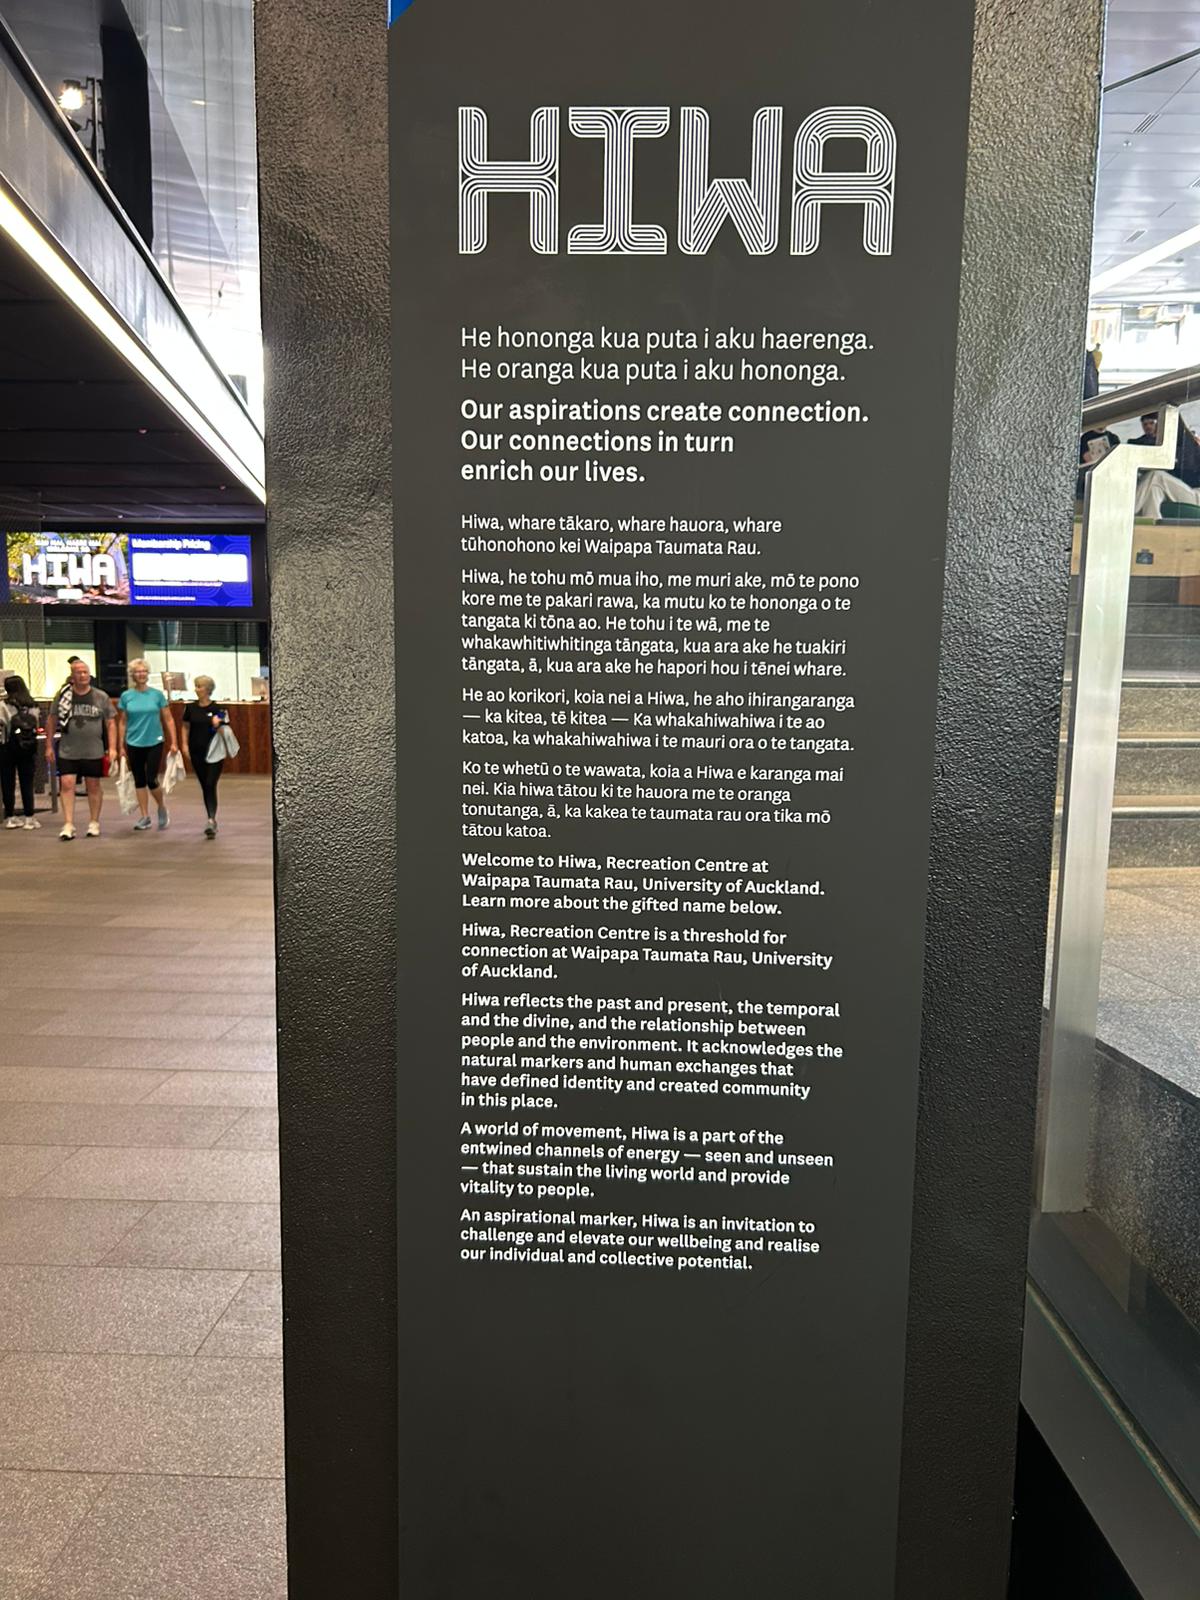 HIWA
He hononga kua puta i aku haerenga.
He oranga kua puta i aku hononga.
Our aspirations create connection.
Our connections in turn
enrich our lives.
Hiwa, whare tākaro, whare hauora, whare
tūhonohono kei Waipapa Taumata Rau.
Hiwa, he tohu mō mua iho, me muri ake, mō te pono
kore me te pakari rawa, ka mutu ko te hononga o te
tangata ki tōna ao. He tohu i te wā, me te
whakawhitiwhitinga tāngata, kua ara ake he tuakiri
tāngata, ā, kua ara ake he hapori hou i tēnei whare.
He ao korikori, koia nei a Hiwa, he aho ihirangaranga
— ka kitea, tē kitea — Ka whakahiwahiwa i te ao
katoa, ka whakahiwahiwa i te mauri ora o te tangata.
Ko te whetū o te wawata, koia a Hiwa e karanga mai
nei. Kia hiwa tātou ki te hauora me te oranga
tonutanga, ā, ka kakea te taumata rau ora tika mō
tātou katoa.
Welcome to Hiwa, Recreation Centre at
Waipapa Taumata Rau, University of Auckland.
Learn more about the gifted name below.
Hiwa, Recreation Centre is a threshold for
connection at Waipapa Taumata Rau, University
of Auckland.
Hiwa reflects the past and present, the temporal
and the divine, and the relationship between
people and the environment. It acknowledges the
natural markers and human exchanges that
have defined identity and created community
in this place.
A world of movement, Hiwa is a part of the
entwined channels of energy — seen and unseen
— that sustain the living world and provide
vitality to people.
An aspirational marker, Hiwa is an invitation to
challenge and elevate our wellbeing and realise
our individual and collective potential.
HIWA
Membership Pricing